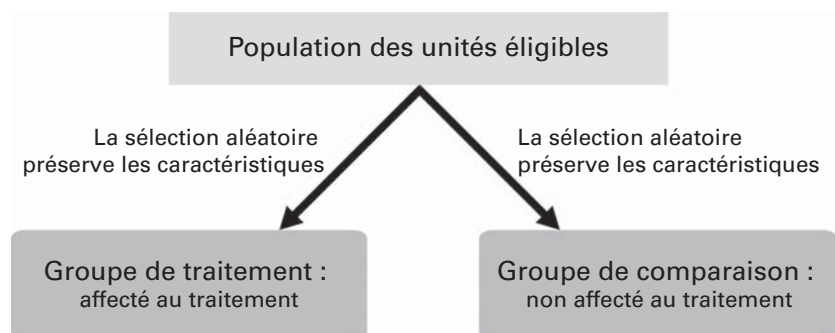 Population des unités éligibles
La sélection aléatoire
préserve les caractéristiques
La sélection aléatoire
préserve les caractéristiques
Groupe de traitement :
affecté au traitement
Groupe de comparaison :
non affecté au traitement